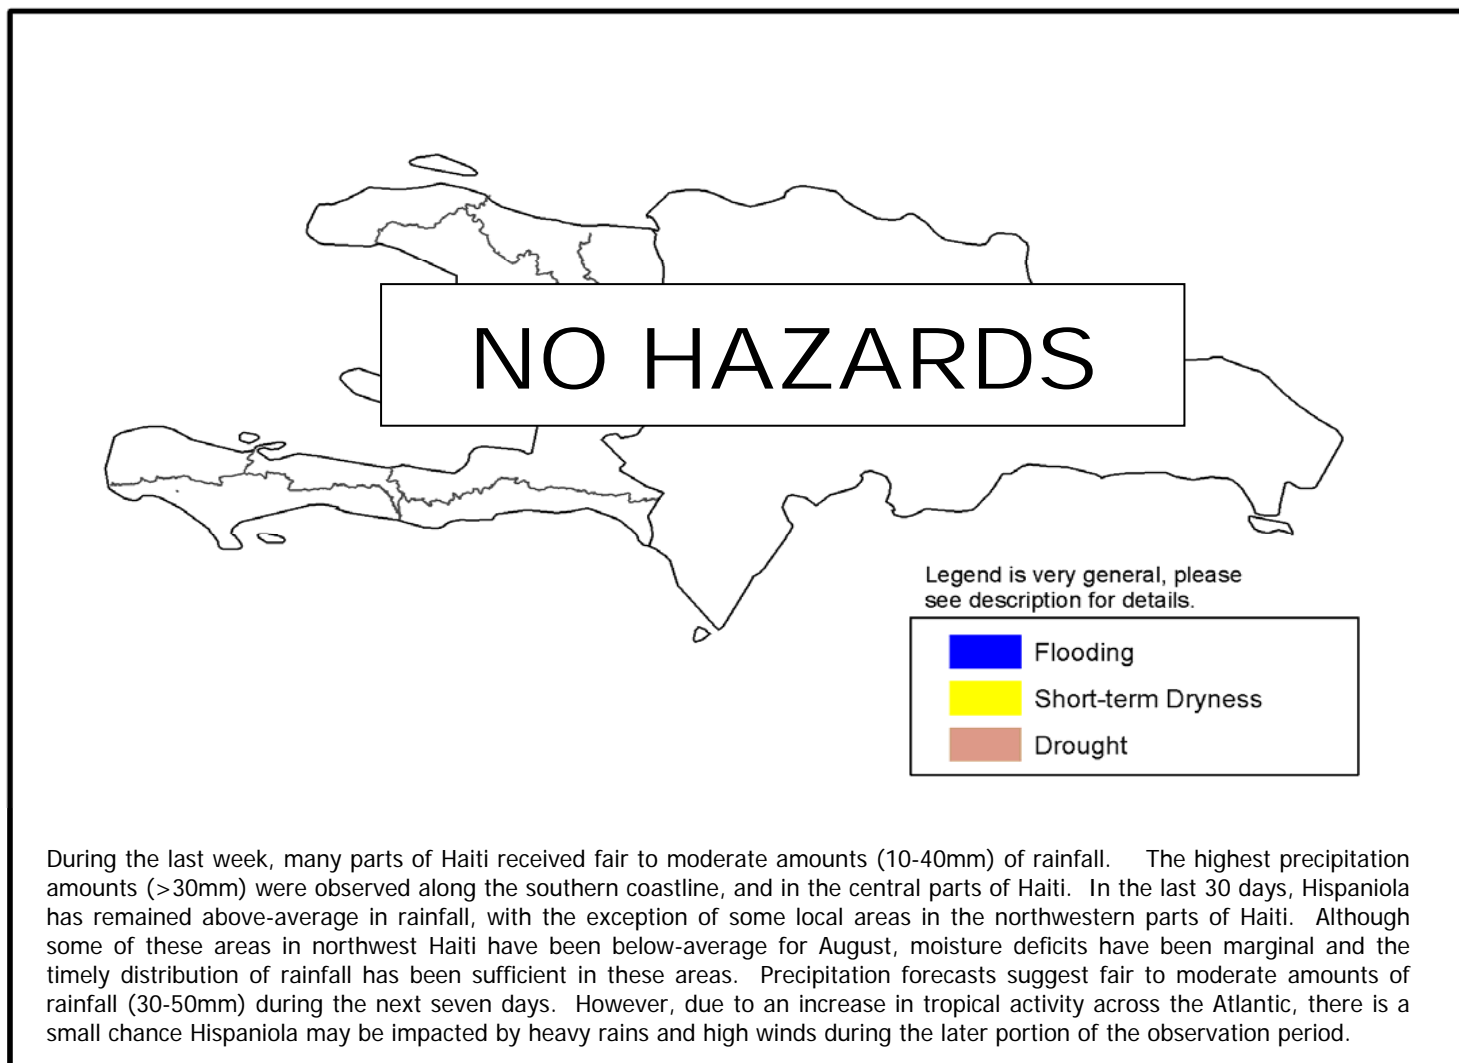 NO HAZARDS
Legend is very general, please
see description for details.
Flooding
Short-term Dryness
Drought
During the last week, many parts of Haiti received fair to moderate amounts (10-40mm) of rainfall.   The highest precipitation
amounts (>30mm) were observed along the southern coastline, and in the central parts of Haiti.  In the last 30 days, Hispaniola
has remained above-average in rainfall, with the exception of some local areas in the northwestern parts of Haiti.  Although
some of these areas in northwest Haiti have been below-average for August, moisture deficits have been marginal and the
timely distribution of rainfall has been sufficient in these areas.  Precipitation forecasts suggest fair to moderate amounts of
rainfall (30-50mm) during the next seven days.  However, due to an increase in tropical activity across the Atlantic, there is a
small chance Hispaniola may be impacted by heavy rains and high winds during the later portion of the observation period.